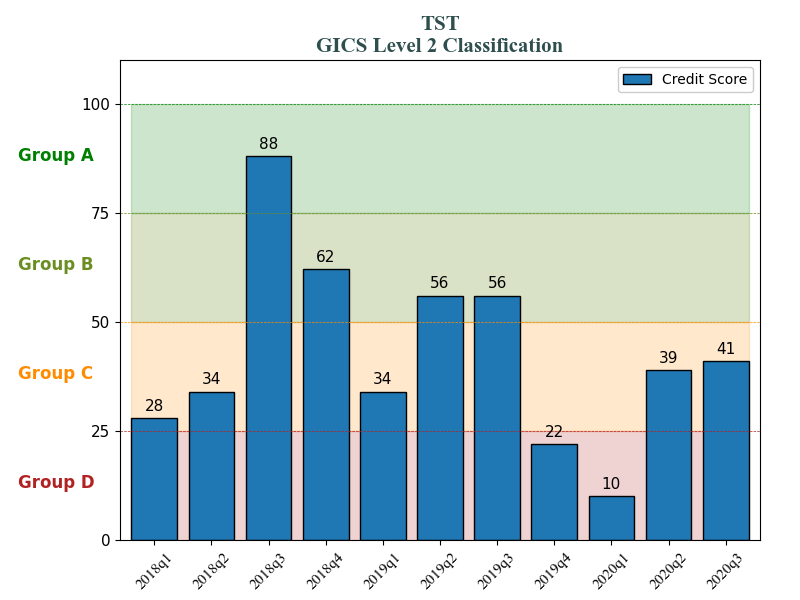 TST
GICS Level 2 Classification
Credit Score
100
Group A
88
75
Group B
62
56
56
50
Group C
41
39
34
34
28
25
22
Group D
10
0
2018q1
2018q2
2018q3
2018q4
2019q1
2019q2
2019q3
2019q4
2020q1
2020q2
2020q3